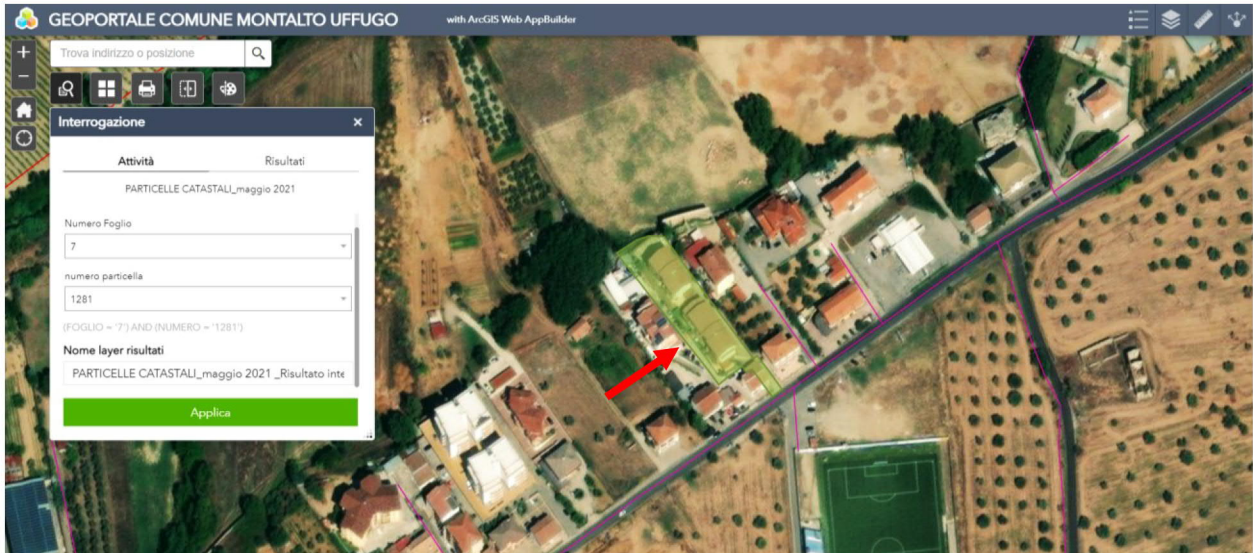 GEOPORTALE COMUNE MONTALTO UFFUGO
with ArcGIS Web AppBuilder
Trova indirizzo o posizione
Interrogazione
Attività
Risultati
PARTICELLE CATASTALI_maggio 2021
Numero Foglio
7
numero particella
1281
(FOGLIO = '7') AND (NUMERO = '1281')
Nome layer risultati
PARTICELLE CATASTALI_maggio 2021 _Risultato inte
Applica